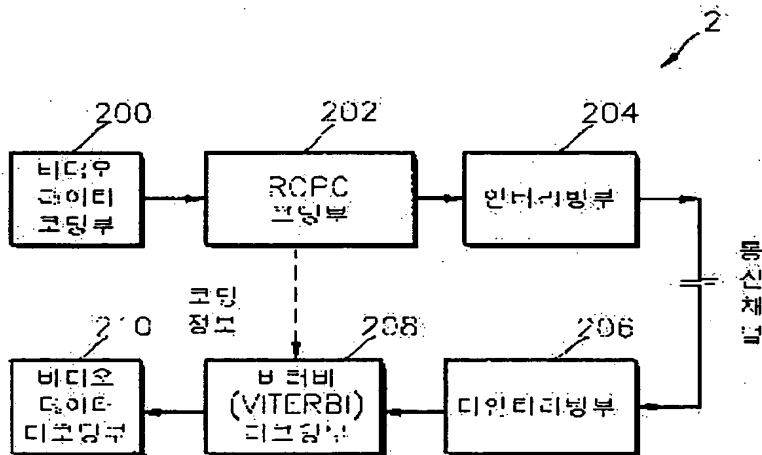 2
200
202
204
비디오
데이터
코딩부
RCPC
코딩부
인터리빙부
통신채널
코딩
정보
210
208
206
비디오
데이터
디코딩부
비터비
(VITERBI)
디코딩부
디인터리빙부